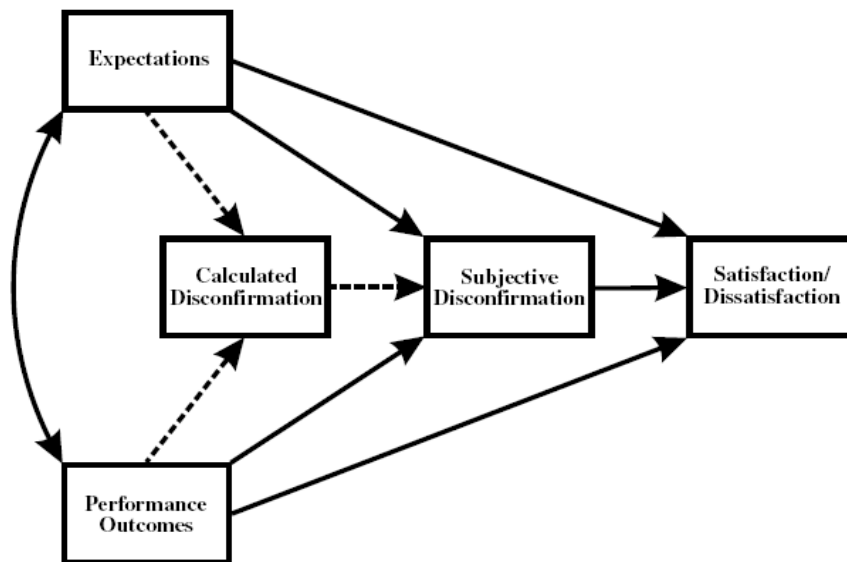 Expectations
Calculated
Disconfirmation
Subjective
Disconfirmation
Satisfaction/
Dissatisfaction
Performance
Outcomes